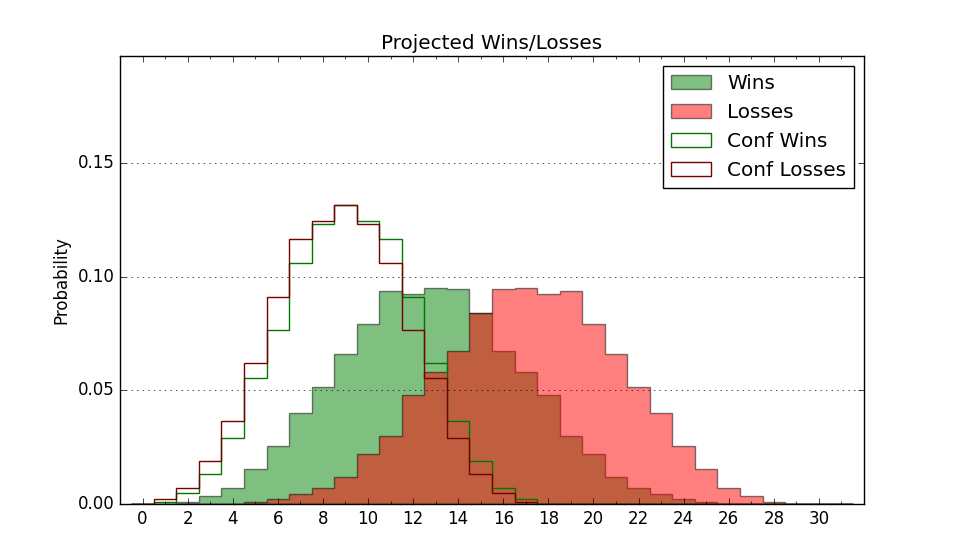 Projected Wins/Losses
Wins
Losses
Conf Wins
Conf Losses
Probability
0.15
0.10
0.05
0.00
0 2 4 6 8 10 12 14 16 18 20 22 24 26 28 30